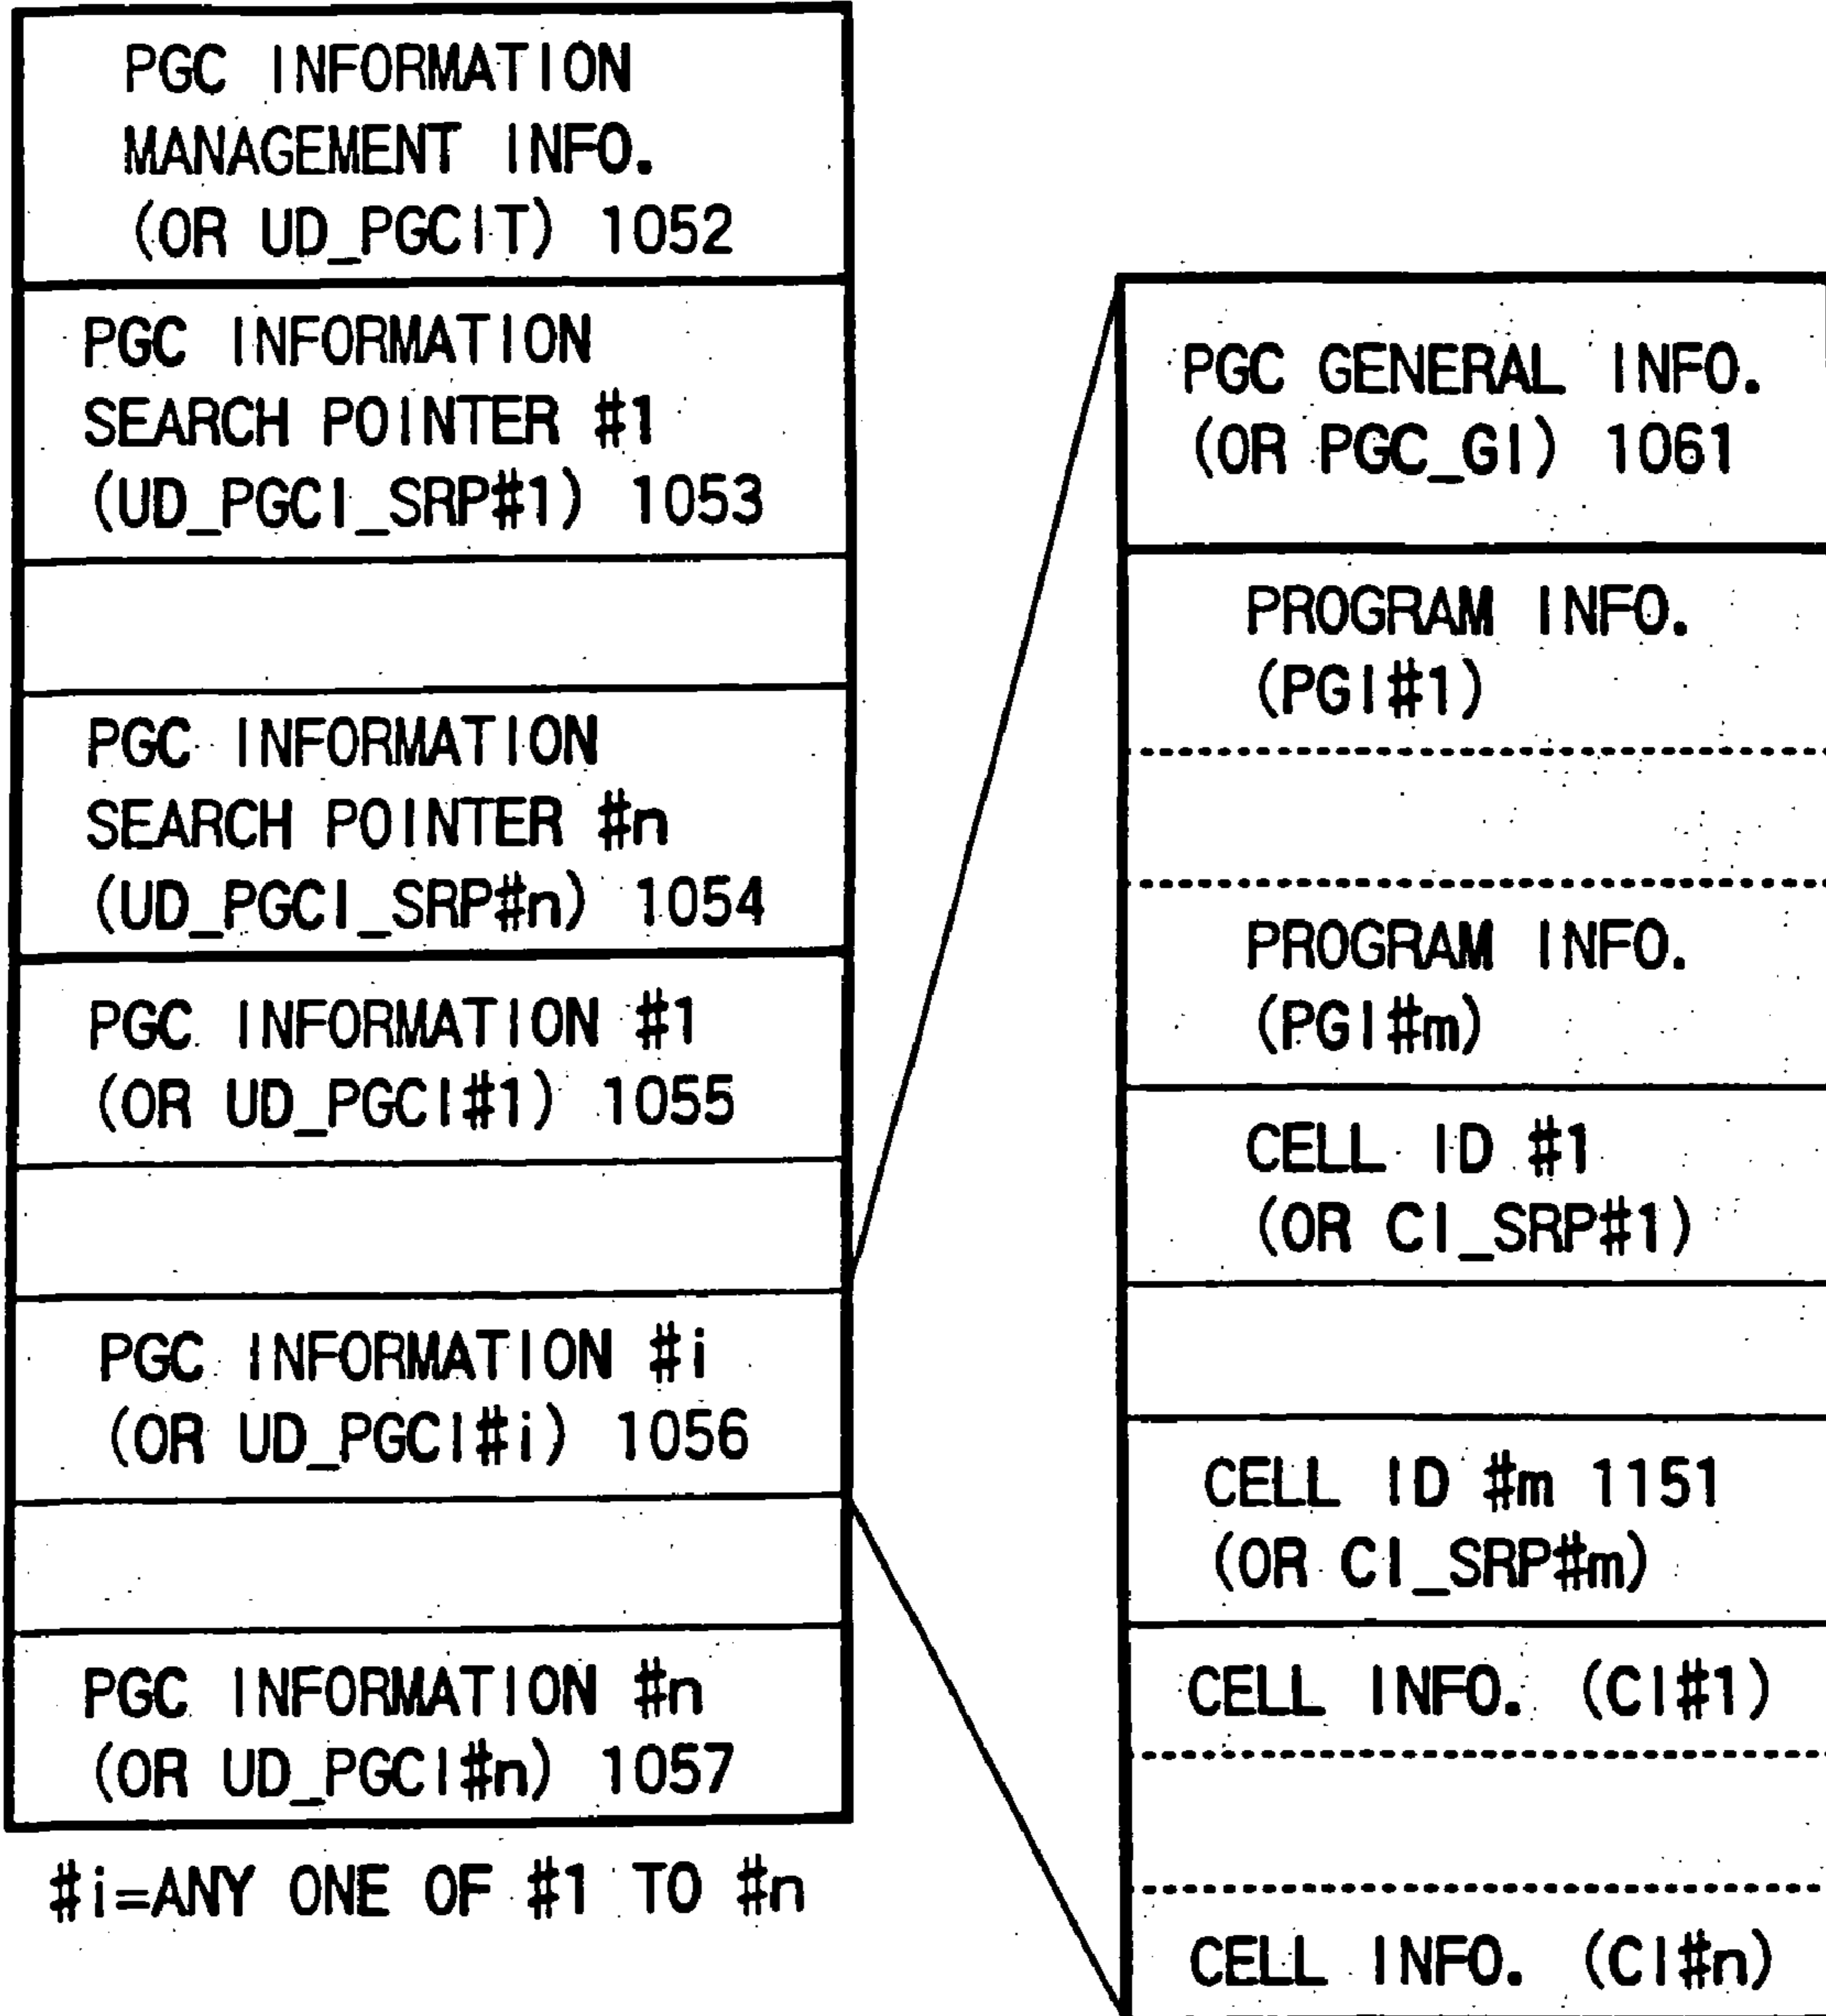 PGC INFORMATION
MANAGEMENT INFO.
(OR UD_PGCIT) 1052
PGC INFORMATION
SEARCH POINTER #1
(UD_PGCI_SRP#1) 1053
PGC INFORMATION
SEARCH POINTER #n
(UD_PGCI_SRP#n) 1054
PGC INFORMATION #1
(OR UD_PGCI#1) 1055
PGC INFORMATION #i
(OR UD_PGCI#i) 1056
PGC INFORMATION #n
(OR UD_PGCI#n) 1057
#i=ANY ONE OF #1 TO #n
PGC GENERAL INFO.
(OR PGC_GI) 1061
PROGRAM INFO.
(PGI#1)
PROGRAM INFO.
(PGI#m)
CELL ID #1
(OR CI_SRP#1)
CELL ID #m 1151
(OR CI_SRP#m)
CELL INFO. (CI#1)
CELL INFO. (CI#n)